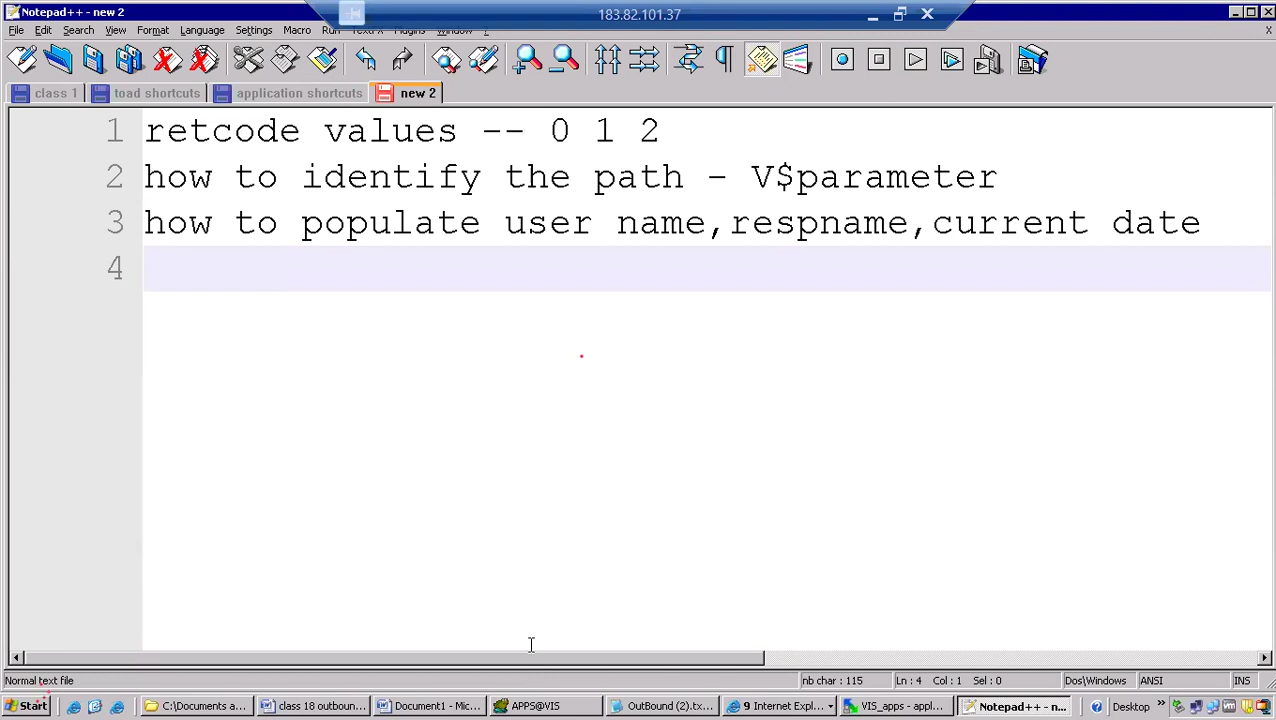 Notepad++ - new 2
183.82.101.37
File Edit Search View Format Language Settings Macro Run TextFX Plugins Window ?
class 1 toad shortcuts application shortcuts new 2
1 retcode values -- 0 1 2
2 how to identify the path - V$parameter
3 how to populate user name,respname,current date
4
Normal text file nb char : 115 Ln : 4 Col : 1 Sel : 0 Dos\Windows ANSI INS
Start C:\Documents a... class 18 outboun... Document1 - Mic... APPS@VIS OutBound (2).tx... 9 Internet Expl... VIS_apps - appl... Notepad++ - n... Desktop »